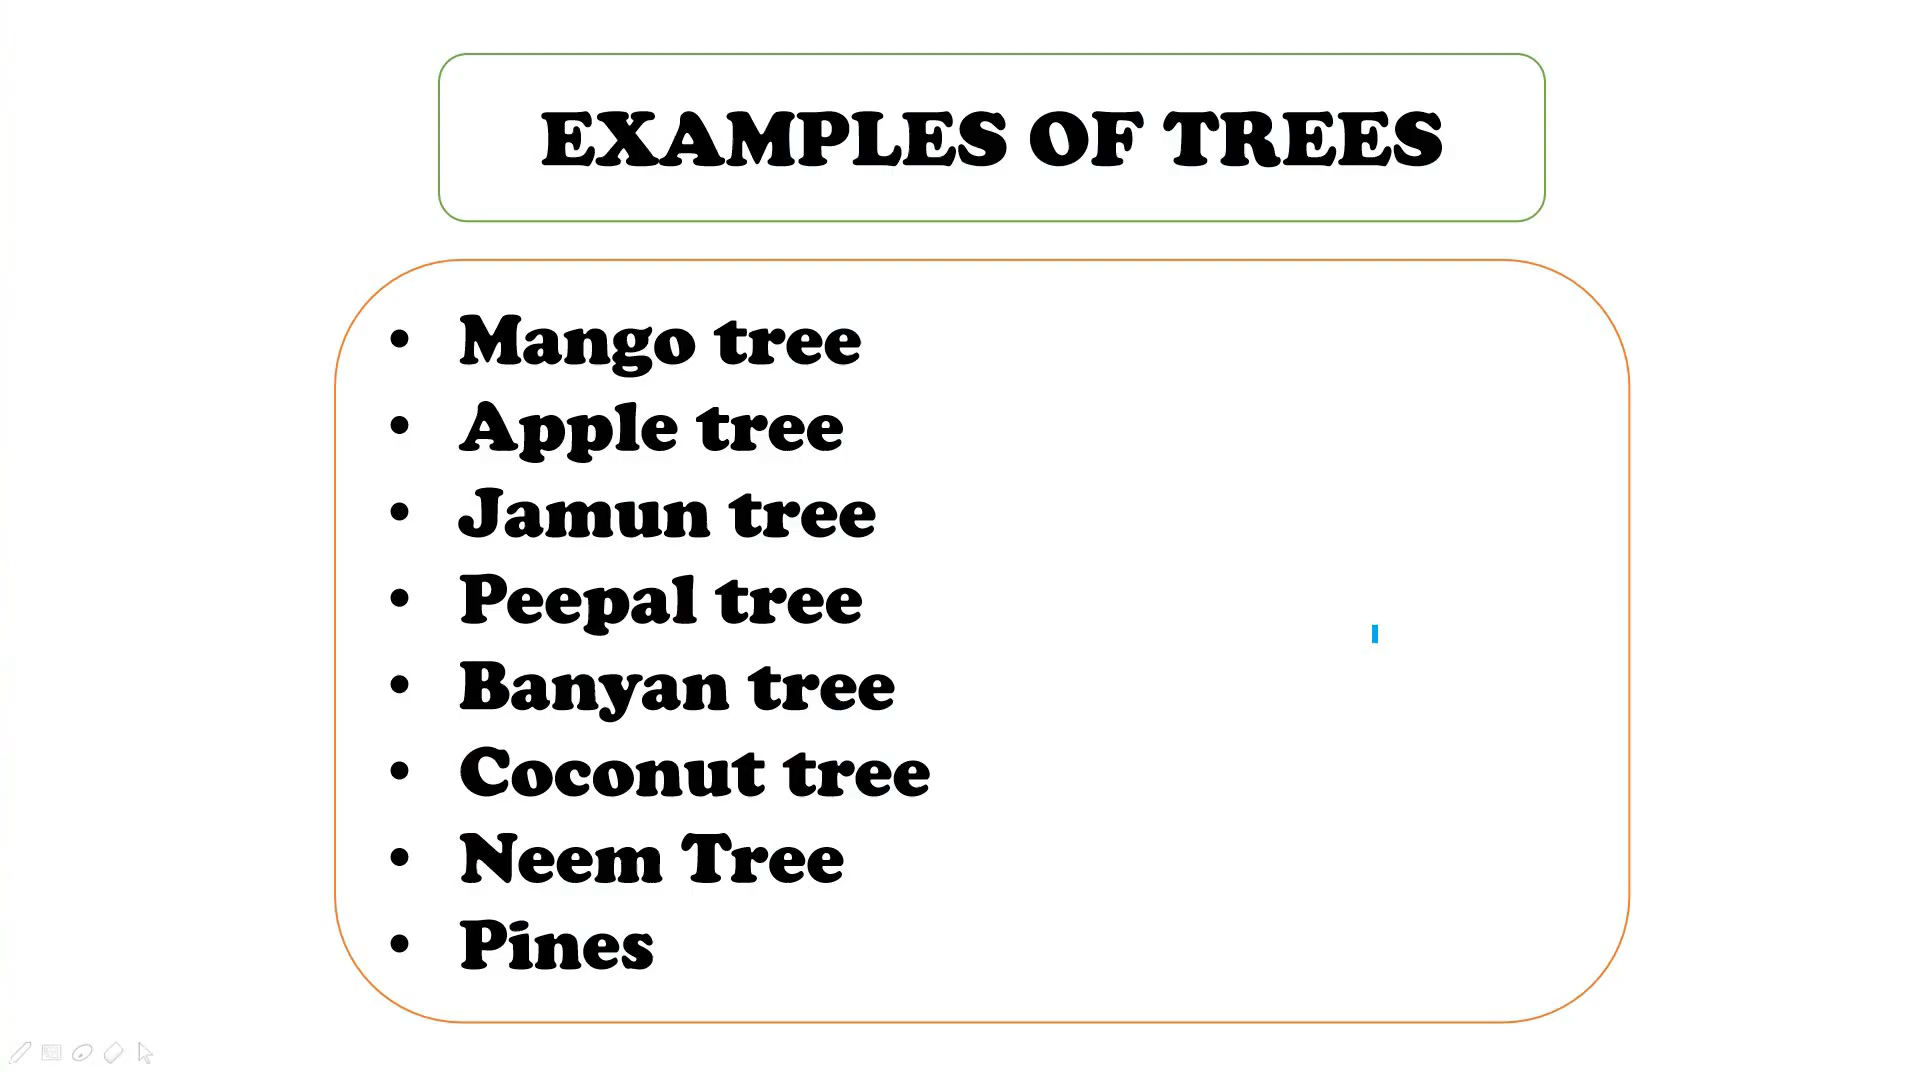 EXAMPLES OF TREES
• Mango tree
• Apple tree
• Jamun tree
• Peepal tree
• Banyan tree
• Coconut tree
• Neem Tree
• Pines